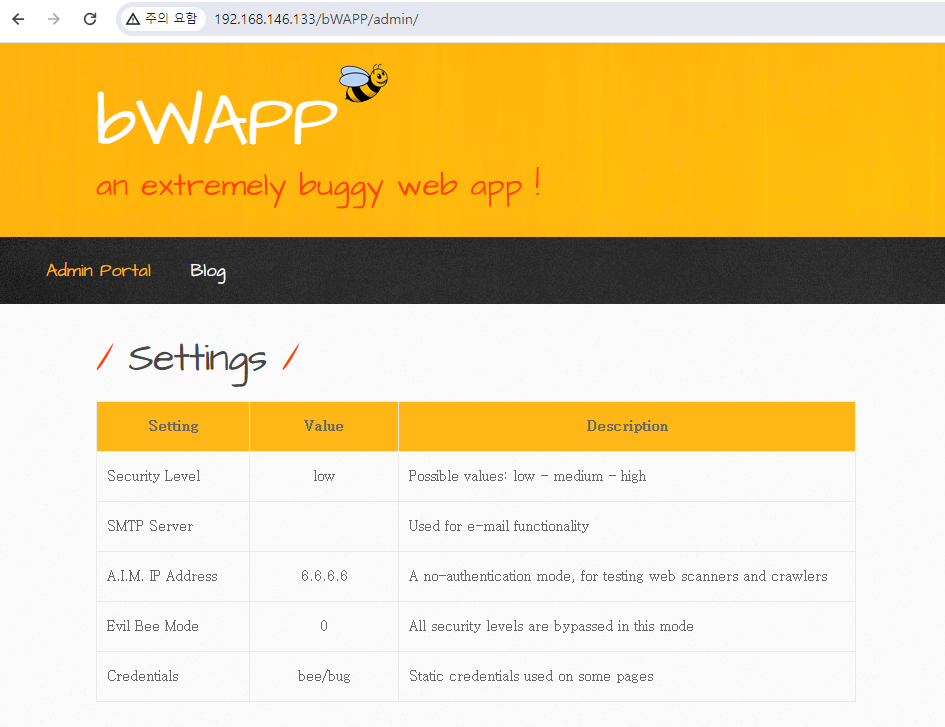 주의 요함 192.168.146.133/bWAPP/admin/
bWAPP
an extremely buggy web app !
Admin Portal Blog
/ Settings /
Setting Value Description
Security Level low Possible values: low - medium - high
SMTP Server Used for e-mail functionality
A.I.M. IP Address 6.6.6.6 A no-authentication mode, for testing web scanners and crawlers
Evil Bee Mode 0 All security levels are bypassed in this mode
Credentials bee/bug Static credentials used on some pages